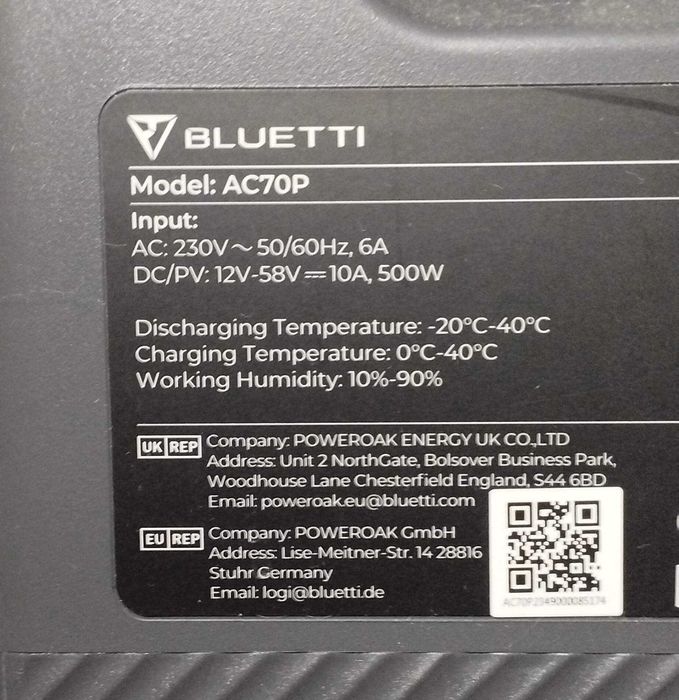 BLUETTI
Model: AC70P
Input:
AC: 230V~50/60Hz, 6A
DC/PV: 12V-58V⎓10A, 500W
Discharging Temperature: -20°C-40°C
Charging Temperature: 0°C-40°C
Working Humidity: 10%-90%
UK REP Company: POWEROAK ENERGY UK CO.,LTD
Address: Unit 2 NorthGate, Bolsover Business Park,
Woodhouse Lane Chesterfield England, S44 6BD
Email: poweroak.eu@bluetti.com
EU REP Company: POWEROAK GmbH
Address: Lise-Meitner-Str. 14 28816
Stuhr Germany
Email: logi@bluetti.de